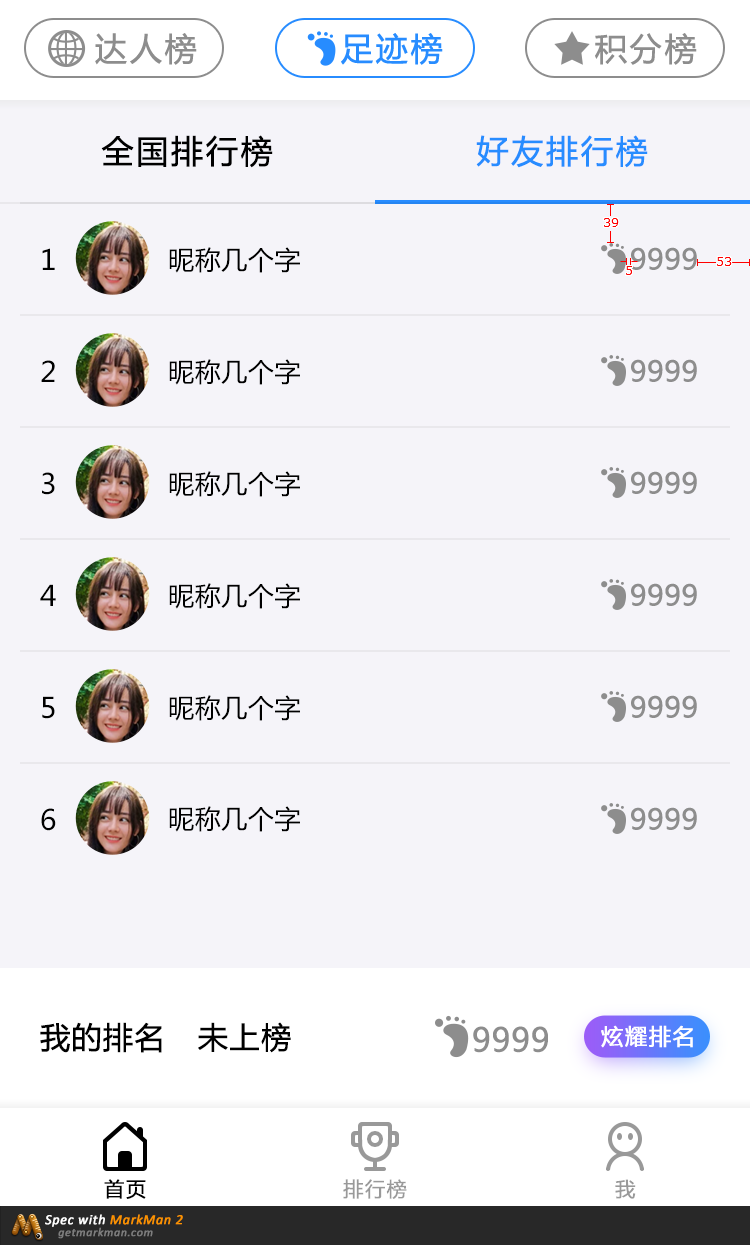 达人榜 足迹榜 积分榜
全国排行榜 好友排行榜
39
1 昵称几个字 5 9999 53
2 昵称几个字 9999
3 昵称几个字 9999
4 昵称几个字 9999
5 昵称几个字 9999
6 昵称几个字 9999
我的排名 未上榜 9999 炫耀排名
首页 排行榜 我
Spec with MarkMan 2
getmarkman.com